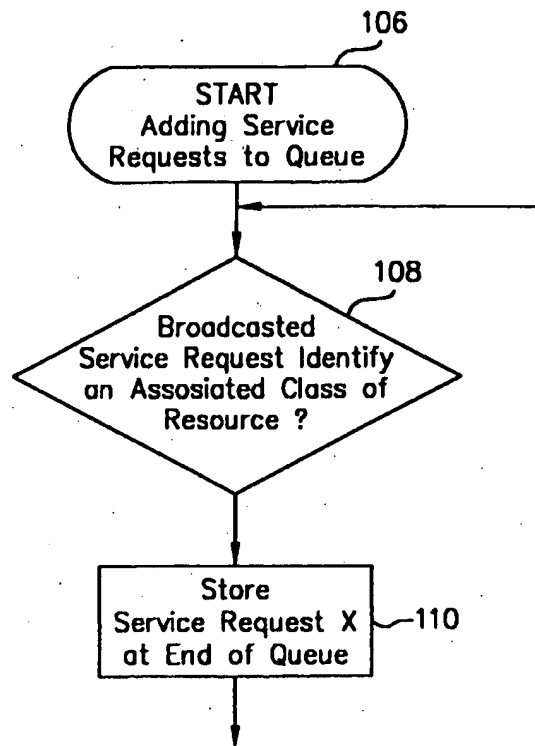 106
START
Adding Service
Requests to Queue
108
Broadcasted
Service Request Identify
an Assosiated Class of
Resource ?
Store
Service Request X
at End of Queue
110